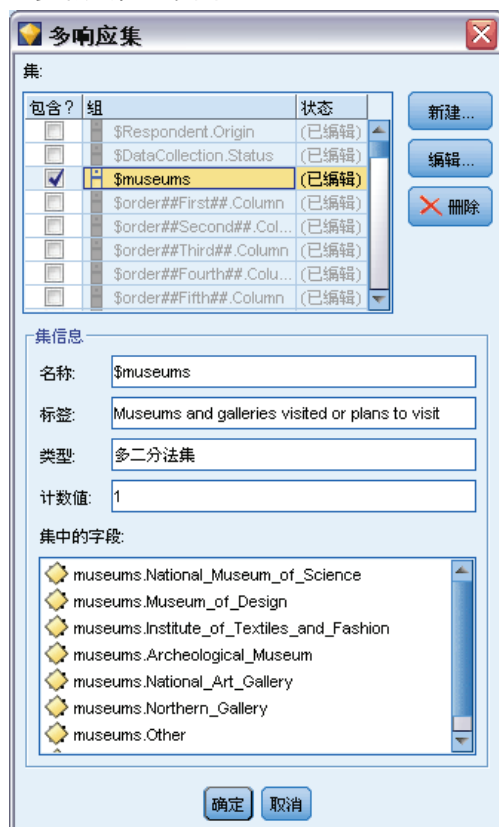 多响应集
集:
包含? 组 状态
$Respondent.Origin (已编辑)
$DataCollection.Status (已编辑)
$museums (已编辑)
$order##First##.Column (已编辑)
$order##Second##.Col... (已编辑)
$order##Third##.Column (已编辑)
$order##Fourth##.Colu... (已编辑)
$order##Fifth##.Column (已编辑)
新建...
编辑...
删除
集信息
名称: $museums
标签: Museums and galleries visited or plans to visit
类型: 多二分法集
计数值: 1
集中的字段:
museums.National_Museum_of_Science
museums.Museum_of_Design
museums.Institute_of_Textiles_and_Fashion
museums.Archeological_Museum
museums.National_Art_Gallery
museums.Northern_Gallery
museums.Other
确定 取消